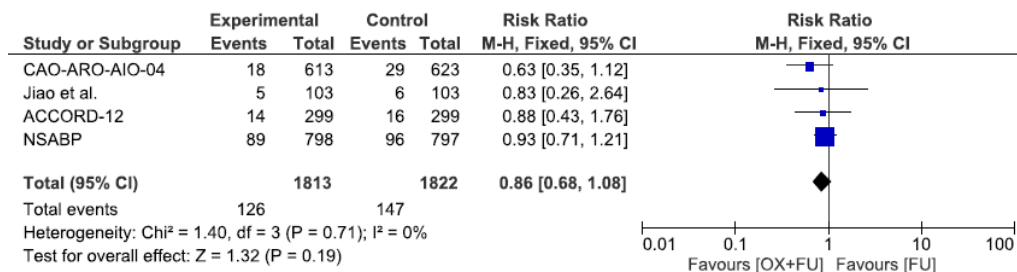 Experimental Control Risk Ratio Risk Ratio
Study or Subgroup Events Total Events Total M-H, Fixed, 95% CI M-H, Fixed, 95% CI
CAO-ARO-AIO-04 18 613 29 623 0.63 [0.35, 1.12]
Jiao et al. 5 103 6 103 0.83 [0.26, 2.64]
ACCORD-12 14 299 16 299 0.88 [0.43, 1.76]
NSABP 89 798 96 797 0.93 [0.71, 1.21]
Total (95% CI) 1813 1822 0.86 [0.68, 1.08]
Total events 126 147
Heterogeneity: Chi² = 1.40, df = 3 (P = 0.71); I² = 0%
Test for overall effect: Z = 1.32 (P = 0.19)
0.01 0.1 1 10 100
Favours [OX+FU] Favours [FU]